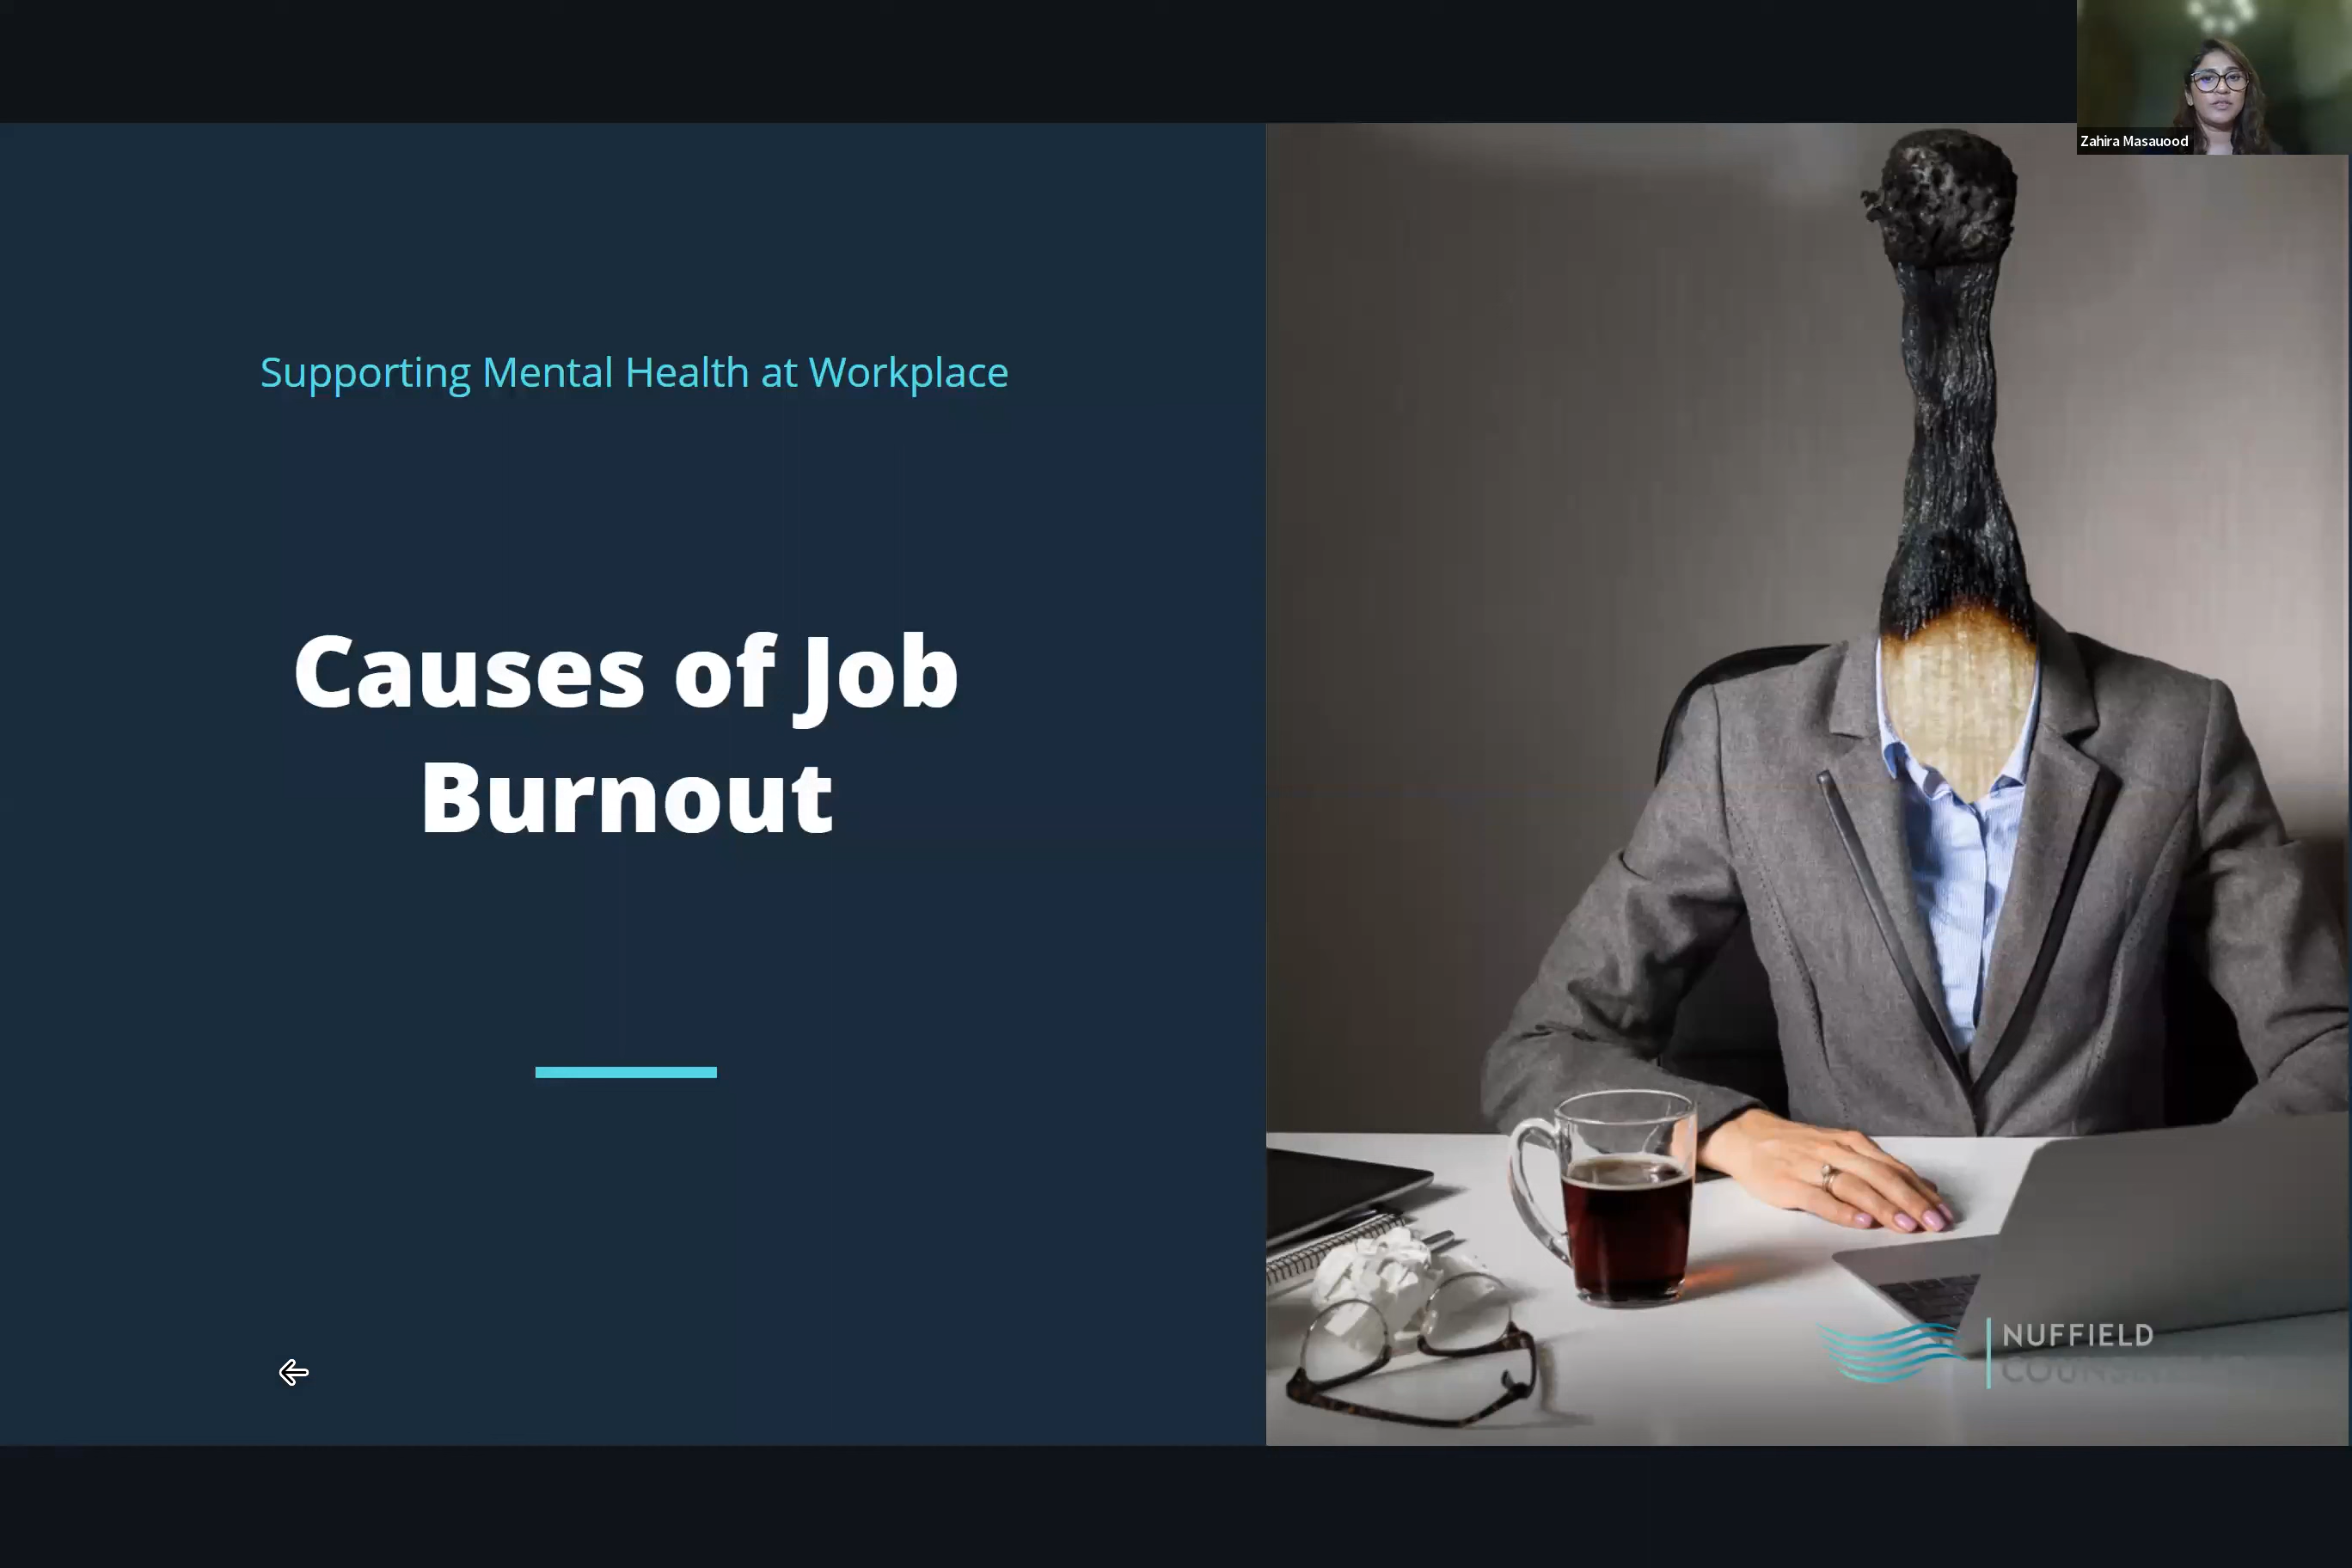 Zahira Masauood
Supporting Mental Health at Workplace
Causes of Job
Burnout
NUFFIELD